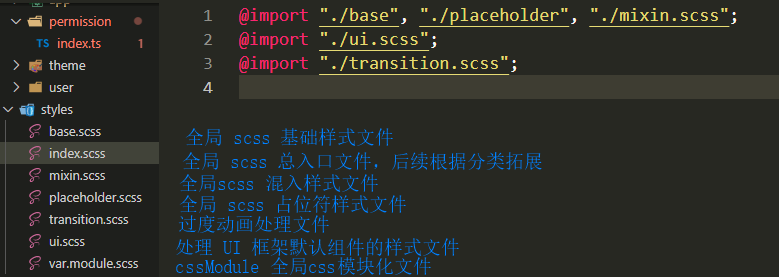 app
permission
TS index.ts 1
theme
user
styles
base.scss
index.scss
mixin.scss
placeholder.scss
transition.scss
ui.scss
var.module.scss
1 @import "./base", "./placeholder", "./mixin.scss";
2 @import "./ui.scss";
3 @import "./transition.scss";
4
全局 scss 基础样式文件
全局 scss 总入口文件，后续根据分类拓展
全局scss 混入样式文件
全局 scss 占位符样式文件
过度动画处理文件
处理 UI 框架默认组件的样式文件
cssModule 全局css模块化文件